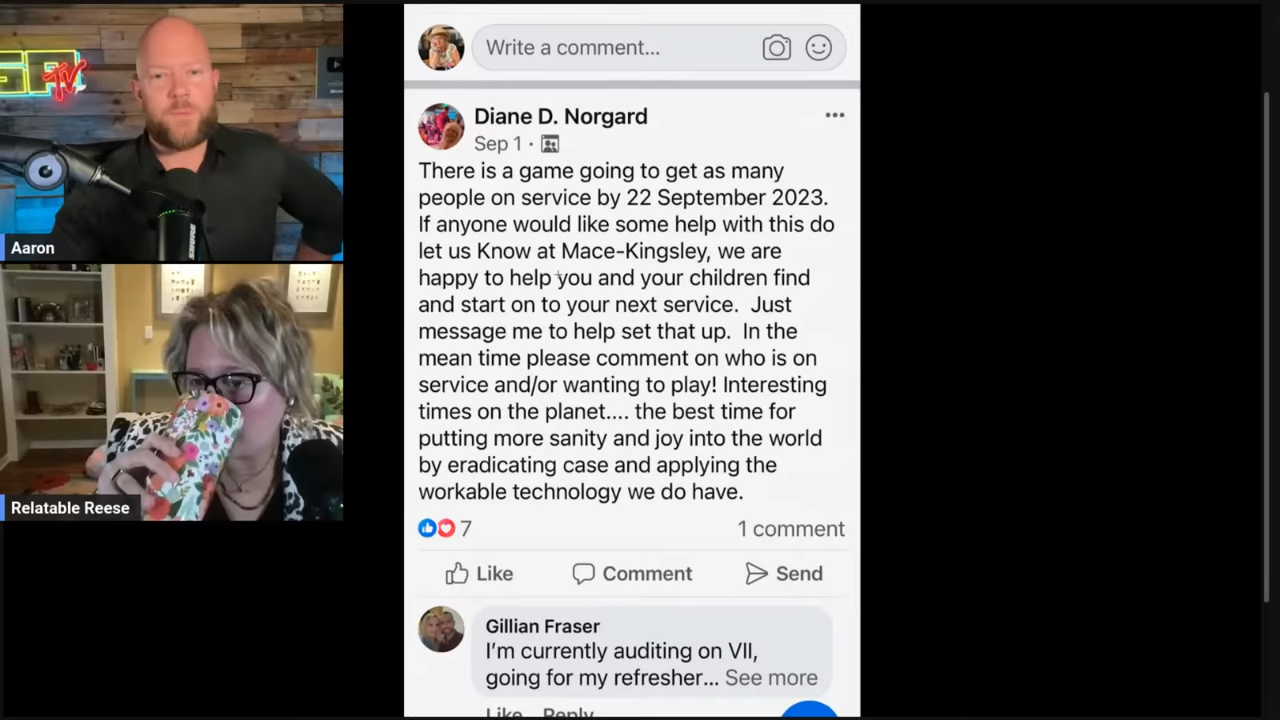 Write a comment...
Diane D. Norgard
Sep 1 ·
There is a game going to get as many
people on service by 22 September 2023.
If anyone would like some help with this do
let us Know at Mace-Kingsley, we are
happy to help you and your children find
and start on to your next service.  Just
message me to help set that up.  In the
mean time please comment on who is on
service and/or wanting to play! Interesting
times on the planet.... the best time for
putting more sanity and joy into the world
by eradicating case and applying the
workable technology we do have.
7
1 comment
Like
Comment
Send
Gillian Fraser
I'm currently auditing on VII,
going for my refresher... See more
Like
Reply
TV
Aaron
Relatable Reese